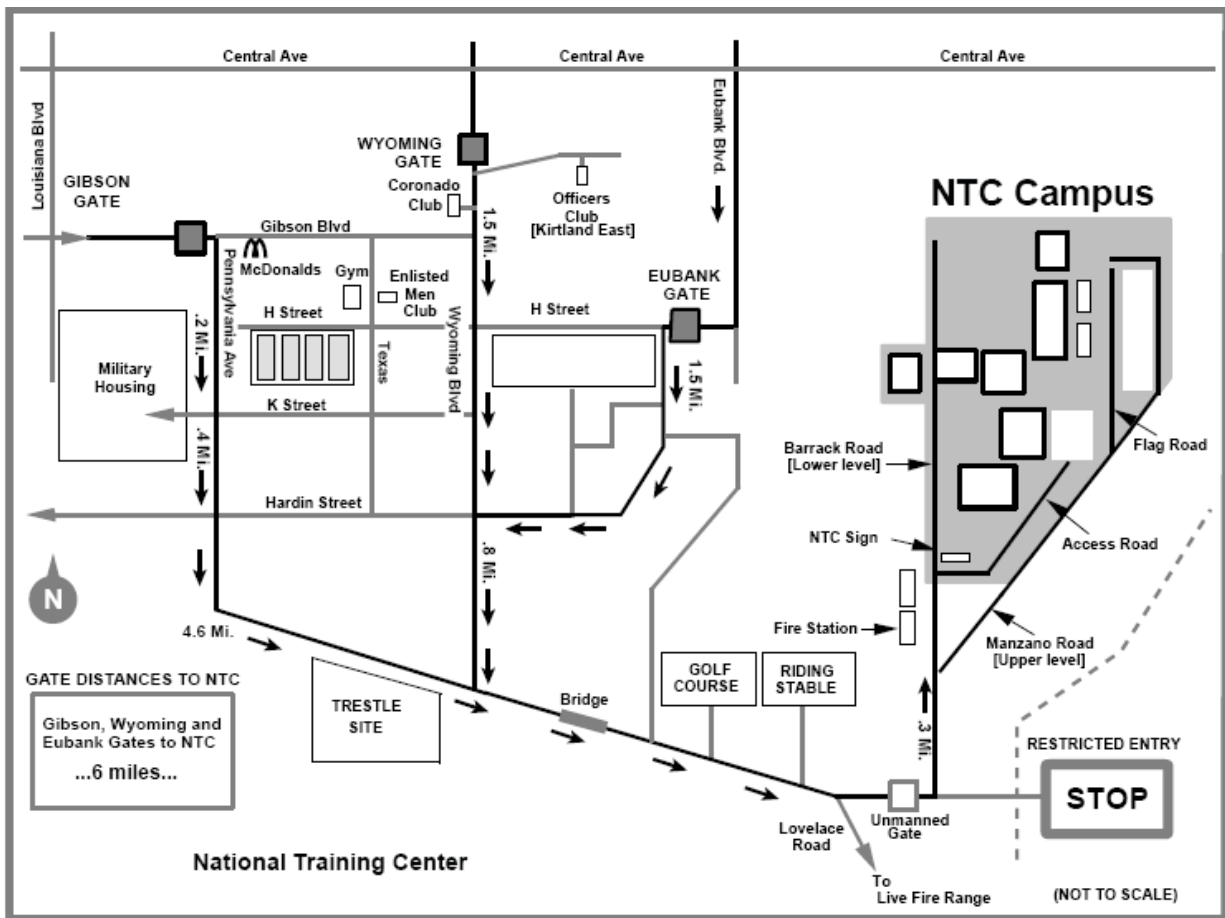 Central Ave
Central Ave
Central Ave
Louisiana Blvd
Eubank Blvd.
WYOMING
GATE
GIBSON
GATE
Coronado
Club
Officers
Club
[Kirtland East]
NTC Campus
1.5 Mi.
Gibson Blvd
McDonalds
Pennsylvania Ave
Gym
Enlisted
Men
Club
EUBANK
GATE
H Street
H Street
.2 Mi.
Texas
Wyoming Blvd
1.5 Mi.
Military
Housing
K Street
.4 Mi.
Flag Road
Barrack Road
[Lower level]
Hardin Street
NTC Sign
Access Road
.8 Mi.
N
4.6 Mi.
Fire Station
Manzano Road
[Upper level]
GATE DISTANCES TO NTC
Gibson, Wyoming and
Eubank Gates to NTC
...6 miles...
TRESTLE
SITE
Bridge
GOLF
COURSE
RIDING
STABLE
.3 Mi.
RESTRICTED ENTRY
STOP
Unmanned
Gate
Lovelace
Road
National Training Center
To
Live Fire Range
(NOT TO SCALE)